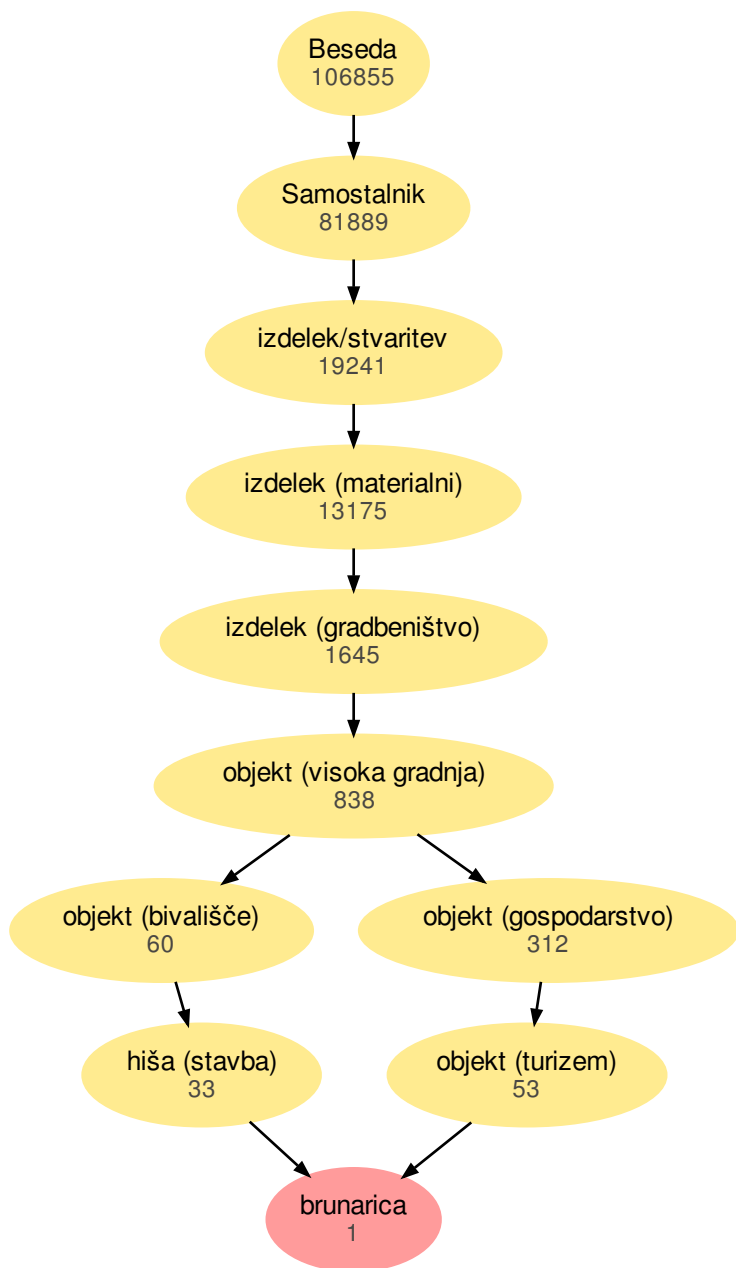 Beseda
106855
Samostalnik
81889
izdelek/stvaritev
19241
izdelek (materialni)
13175
izdelek (gradbeništvo)
1645
objekt (visoka gradnja)
838
objekt (bivališče)
60
objekt (gospodarstvo)
312
hiša (stavba)
33
objekt (turizem)
53
brunarica
1